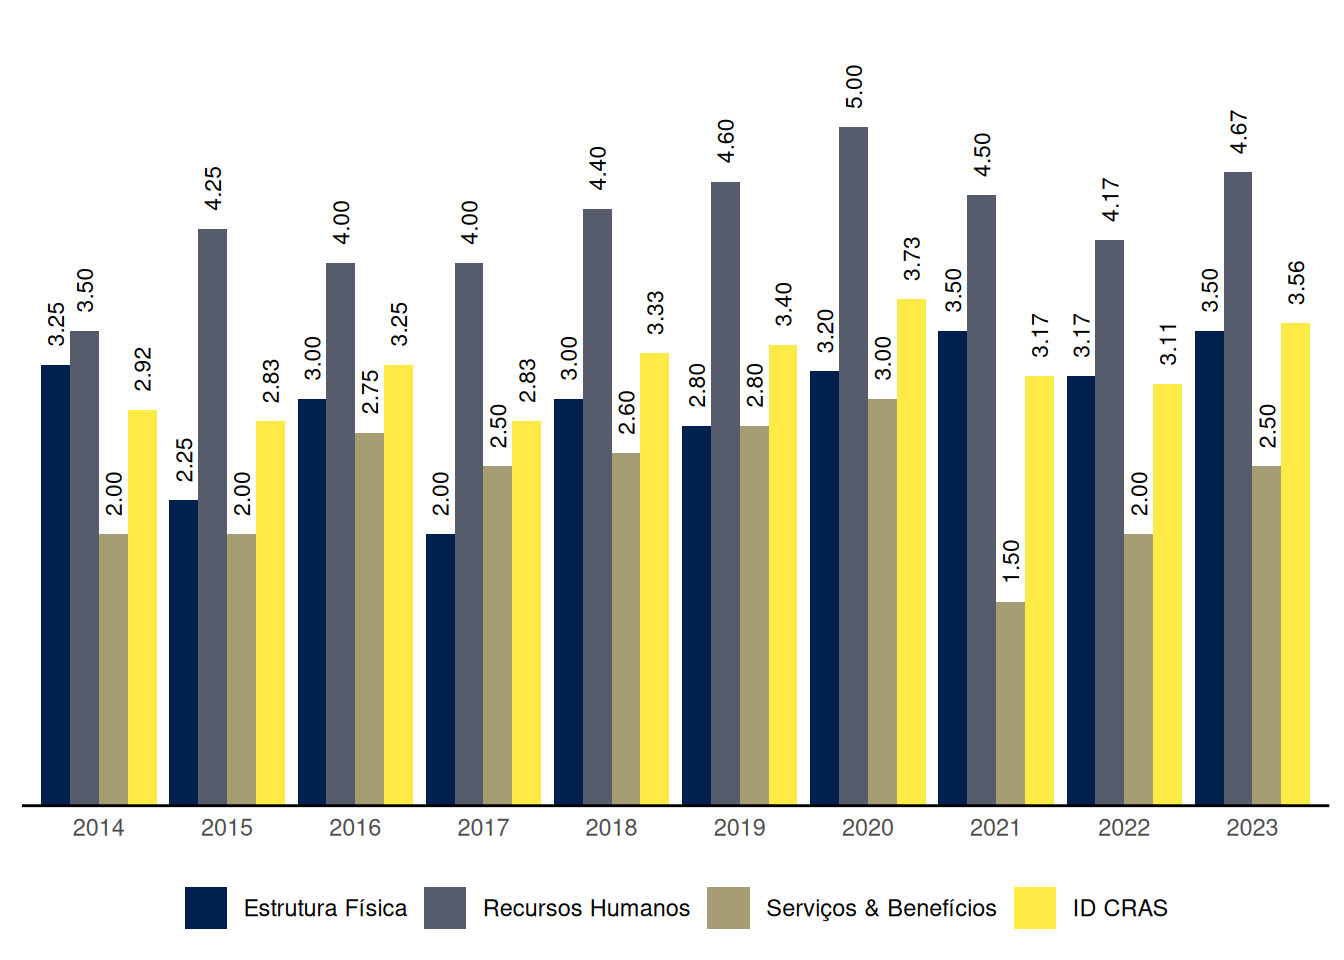 3.25 3.50 2.00 2.92
2.25 4.25 2.00 2.83
3.00 4.00 2.75 3.25
2.00 4.00 2.50 2.83
3.00 4.40 2.60 3.33
2.80 4.60 2.80 3.40
3.20 5.00 3.00 3.73
3.50 4.50 1.50 3.17
3.17 4.17 2.00 3.11
3.50 4.67 2.50 3.56
2014 2015 2016 2017 2018 2019 2020 2021 2022 2023
Estrutura Física Recursos Humanos Serviços & Benefícios ID CRAS